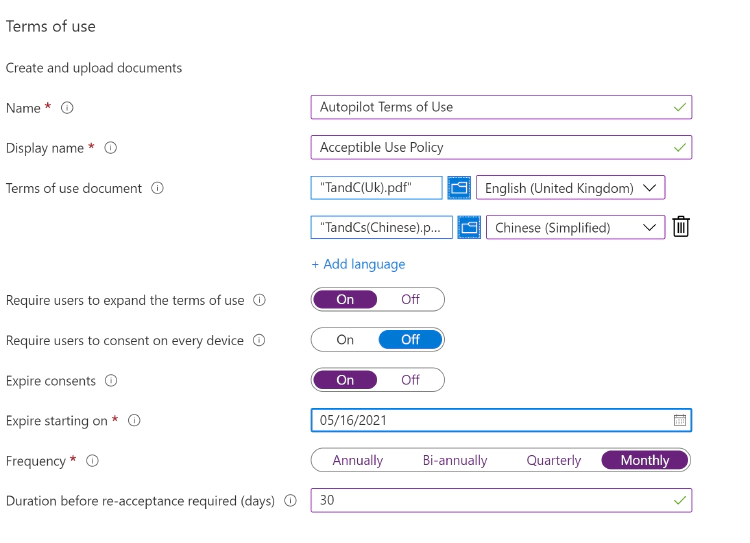 Terms of use
Create and upload documents
Name *
Autopilot Terms of Use
Display name *
Acceptible Use Policy
Terms of use document
"TandC(Uk).pdf"
English (United Kingdom)
"TandCs(Chinese).p...
Chinese (Simplified)
+ Add language
Require users to expand the terms of use
On Off
Require users to consent on every device
On Off
Expire consents
On Off
Expire starting on *
05/16/2021
Frequency *
Annually Bi-annually Quarterly Monthly
Duration before re-acceptance required (days)
30